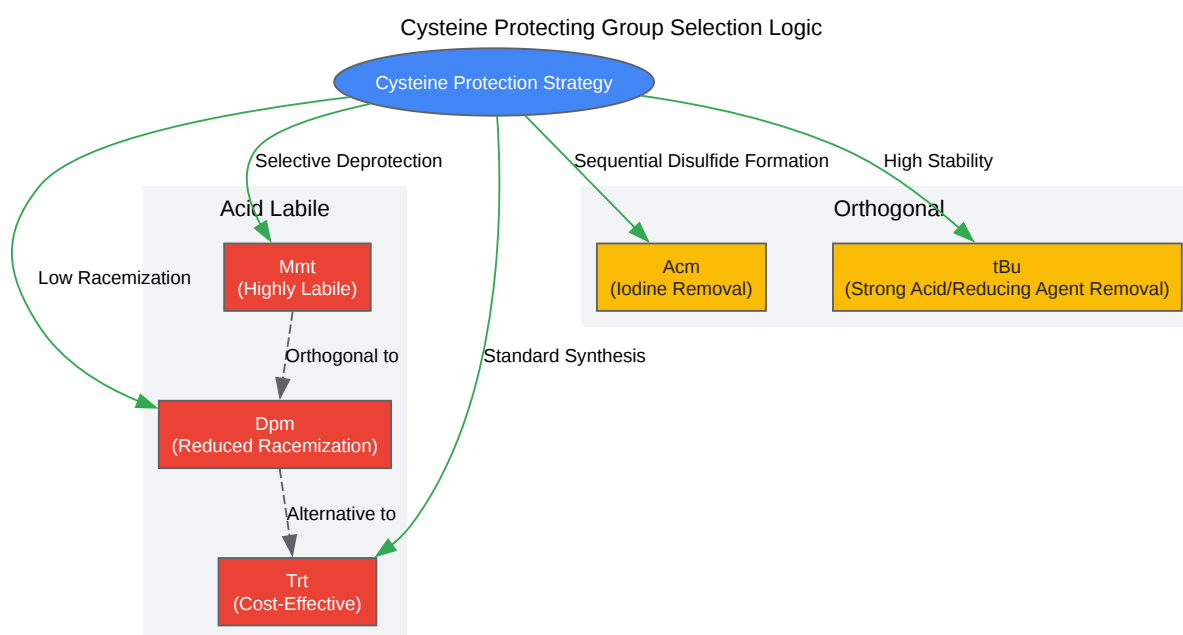 Cysteine Protecting Group Selection Logic
Cysteine Protection Strategy
Selective Deprotection
Sequential Disulfide Formation
High Stability
Acid Labile
Orthogonal
Mmt
(Highly Labile)
Acm
(Iodine Removal)
tBu
(Strong Acid/Reducing Agent Removal)
Low Racemization
Orthogonal to
Standard Synthesis
Dpm
(Reduced Racemization)
Alternative to
Trt
(Cost-Effective)